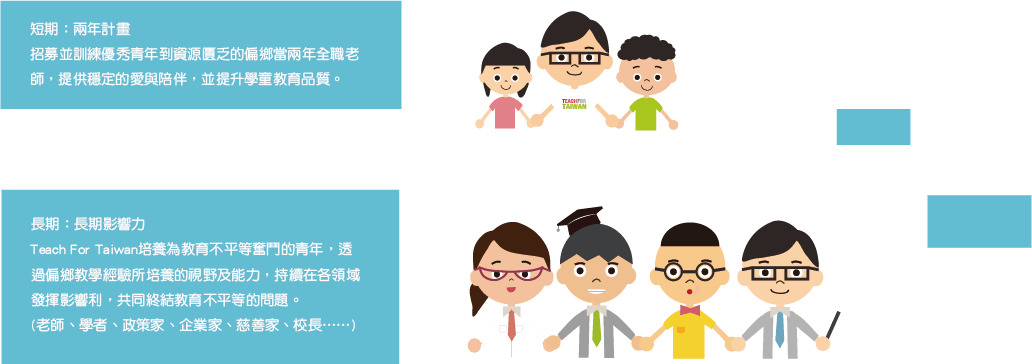 短期：兩年計畫
招募並訓練優秀青年到資源匱乏的偏鄉當兩年全職老
師，提供穩定的愛與陪伴，並提升學童教育品質。
TEACH FOR
TAIWAN
長期：長期影響力
Teach For Taiwan培養為教育不平等奮鬥的青年，透
過偏鄉教學經驗所培養的視野及能力，持續在各領域
發揮影響利，共同終結教育不平等的問題。
(老師、學者、政策家、企業家、慈善家、校長⋯⋯)